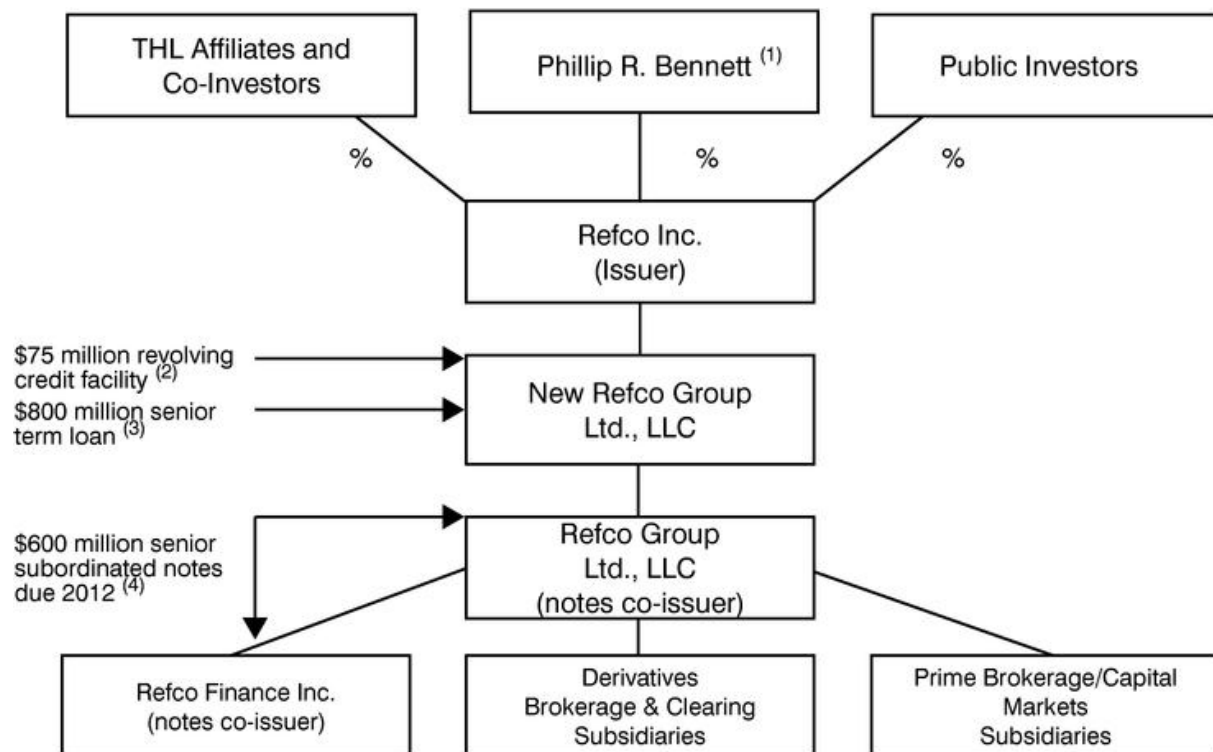 THL Affiliates and
Co-Investors
Phillip R. Bennett (1)
Public Investors
%
%
%
Refco Inc.
(Issuer)
$75 million revolving
credit facility (2)
$800 million senior
term loan (3)
New Refco Group
Ltd., LLC
$600 million senior
subordinated notes
due 2012 (4)
Refco Group
Ltd., LLC
(notes co-issuer)
Refco Finance Inc.
(notes co-issuer)
Derivatives
Brokerage & Clearing
Subsidiaries
Prime Brokerage/Capital
Markets
Subsidiaries